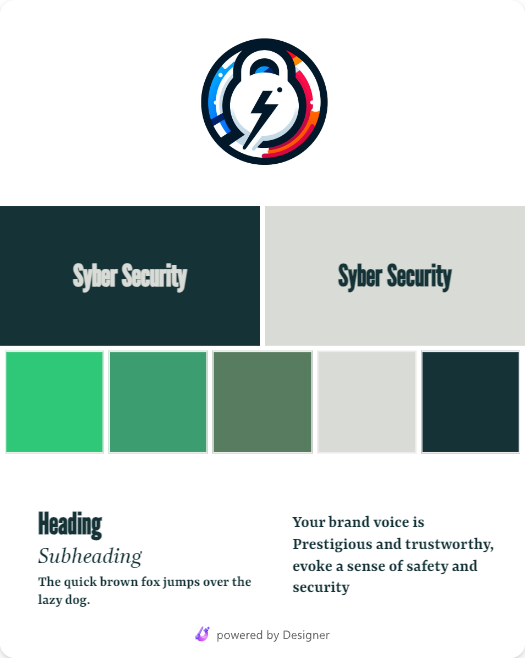 Syber Security
Syber Security
Heading
Subheading
The quick brown fox jumps over the
lazy dog.
Your brand voice is
Prestigious and trustworthy,
evoke a sense of safety and
security
powered by Designer